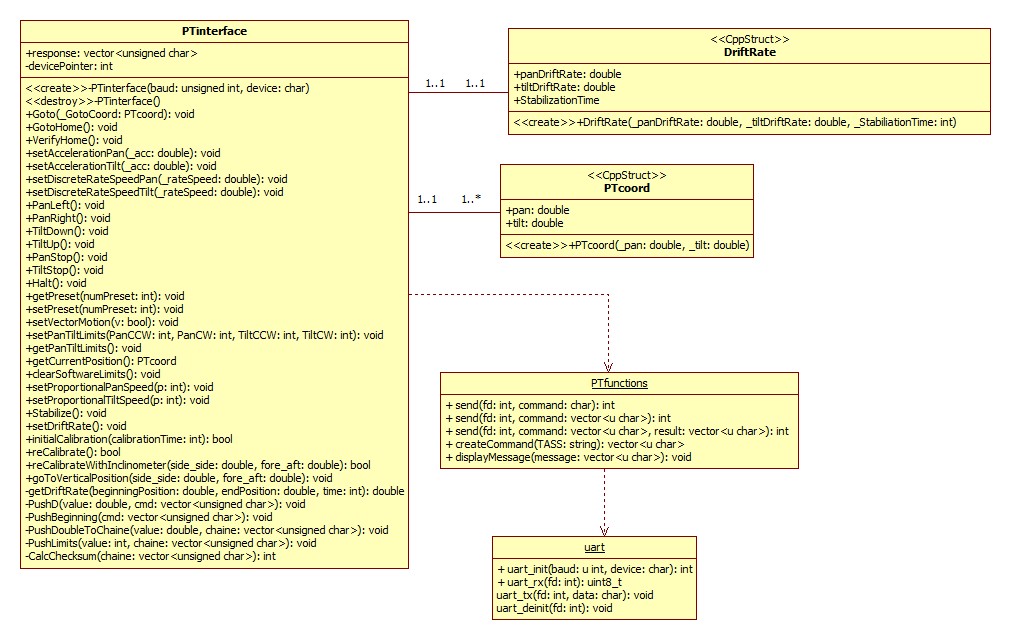 PTinterface
+response: vector<unsigned char>
-devicePointer: int
<<create>>-PTinterface(baud: unsigned int, device: char)
<<destroy>>-PTinterface()
+Goto(_GotoCoord: PTcoord): void
+GotoHome(): void
+VerifyHome(): void
+setAccelerationPan(_acc: double): void
+setAccelerationTilt(_acc: double): void
+setDiscreteRateSpeedPan(_rateSpeed: double): void
+setDiscreteRateSpeedTilt(_rateSpeed: double): void
+PanLeft(): void
+PanRight(): void
+TiltDown(): void
+TiltUp(): void
+PanStop(): void
+TiltStop(): void
+Halt(): void
+getPreset(numPreset: int): void
+setPreset(numPreset: int): void
+setVectorMotion(v: bool): void
+setPanTiltLimits(PanCCW: int, PanCW: int, TiltCCW: int, TiltCW: int): void
+getPanTiltLimits(): void
+getCurrentPosition(): PTcoord
+clearSoftwareLimits(): void
+setProportionalPanSpeed(p: int): void
+setProportionalTiltSpeed(p: int): void
+Stabilize(): void
+setDriftRate(): void
+initialCalibration(calibrationTime: int): bool
+reCalibrate(): bool
+reCalibrateWithInclinometer(side_side: double, fore_aft: double): bool
+goToVerticalPosition(side_side: double, fore_aft: double): void
-getDriftRate(beginningPosition: double, endPosition: double, time: int): double
-PushD(value: double, cmd: vector<unsigned char>): void
-PushBeginning(cmd: vector<unsigned char>): void
-PushDoubleToChaine(value: double, chaine: vector<unsigned char>): void
-PushLimits(value: int, chaine: vector<unsigned char>): void
-CalcChecksum(chaine: vector<unsigned char>): int
1..1 1..1
<<CppStruct>>
DriftRate
+panDriftRate: double
+tiltDriftRate: double
+StabilizationTime
<<create>>+DriftRate(_panDriftRate: double, _tiltDriftRate: double, _StabiliationTime: int)
1..1 1..*
<<CppStruct>>
PTcoord
+pan: double
+tilt: double
<<create>>+PTcoord(_pan: double, _tilt: double)
PTfunctions
+ send(fd: int, command: char): int
+ send(fd: int, command: vector<u char>): int
+ send(fd: int, command: vector<u char>, result: vector<u char>): int
+ createCommand(TASS: string): vector<u char>
+ displayMessage(message: vector<u char>): void
uart
+ uart_init(baud: u int, device: char): int
+ uart_rx(fd: int): uint8_t
uart_tx(fd: int, data: char): void
uart_deinit(fd: int): void